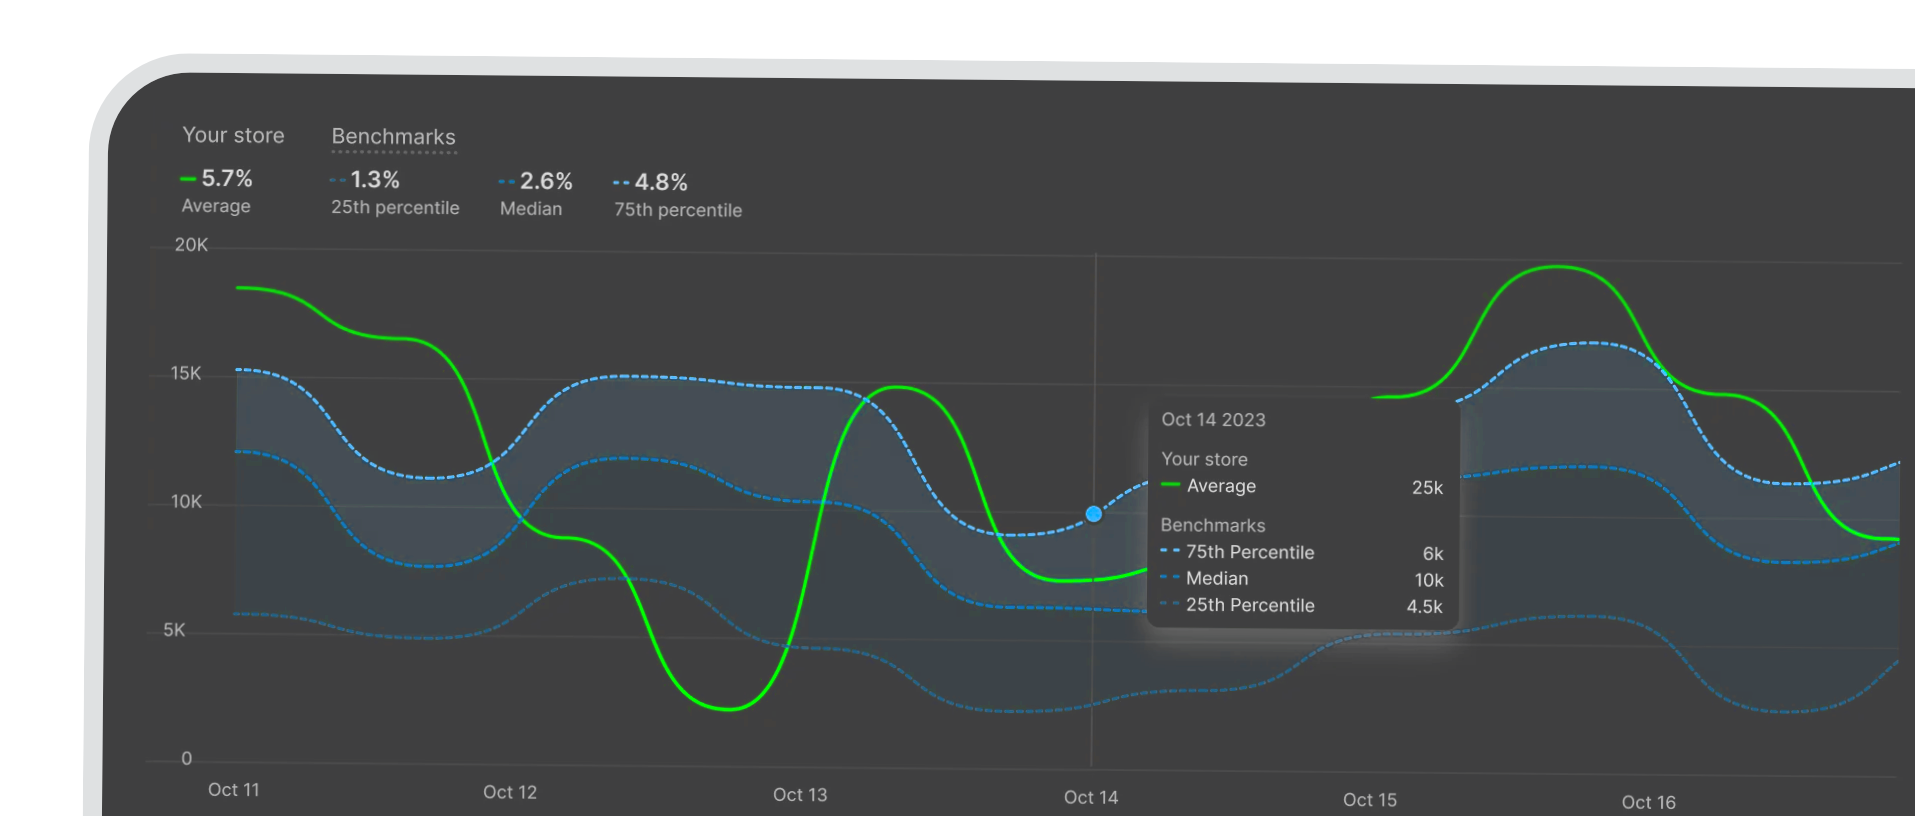 Your store Benchmarks
5.7% 1.3% 2.6% 4.8%
Average 25th percentile Median 75th percentile
20K
15K
10K
5K
0
Oct 14 2023
Your store
Average 25k
Benchmarks
75th Percentile 6k
Median 10k
25th Percentile 4.5k
Oct 11 Oct 12 Oct 13 Oct 14 Oct 15 Oct 16